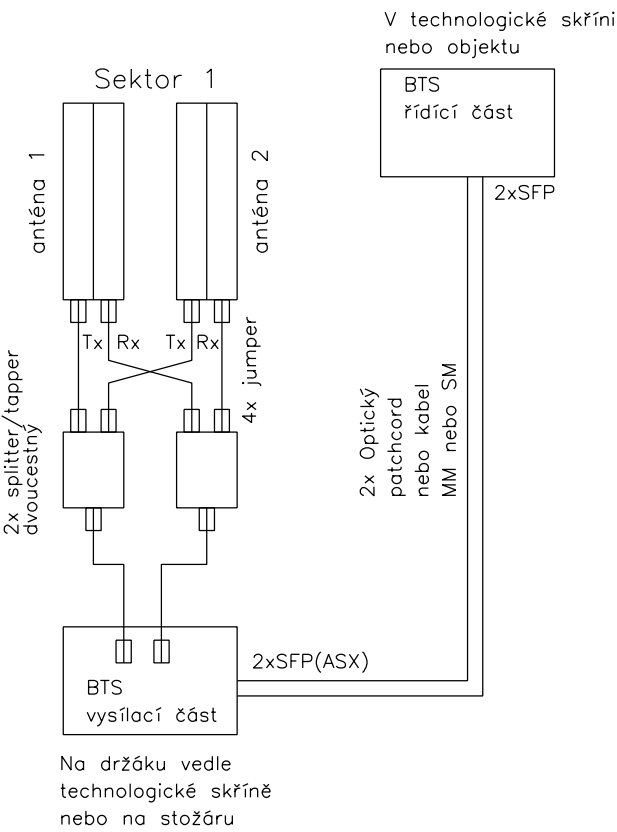 V technologické skříni
nebo objektu
Sektor 1
BTS
řídící část
2xSFP
anténa 1
anténa 2
Tx Rx Tx Rx
4x jumper
2x splitter/tapper
dvoucestný
2x Optický
patchcord
nebo kabel
MM nebo SM
2xSFP(ASX)
BTS
vysílací část
Na držáku vedle
technologické skříně
nebo na stožáru